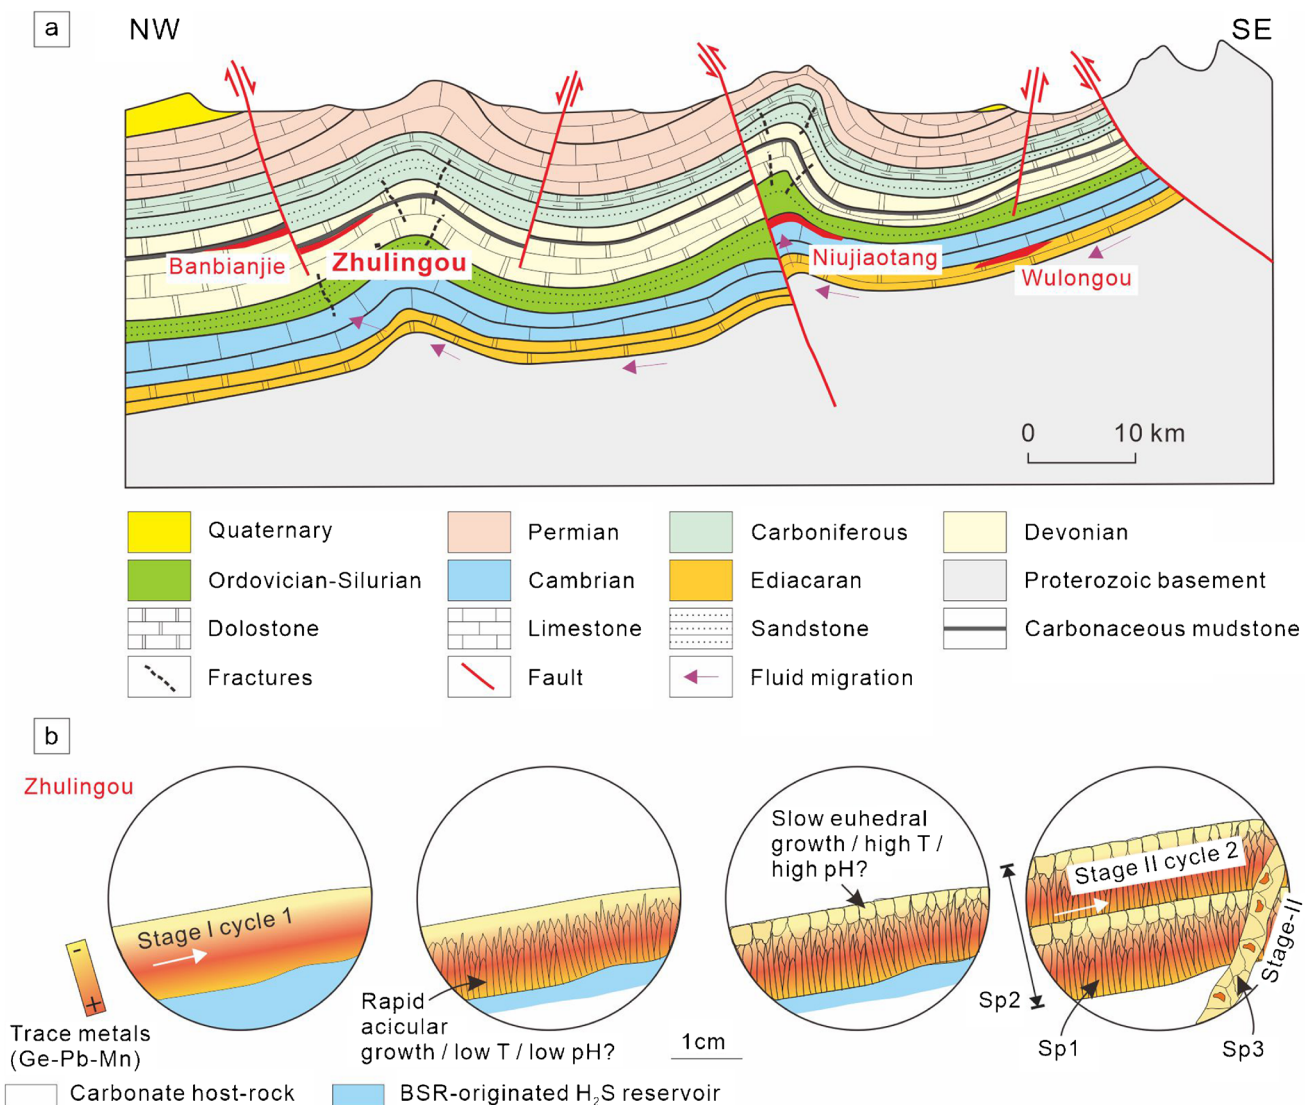 a
NW
SE
Banbianjie
Zhulingou
Niujiaotang
Wulongou
0 10 km
Quaternary
Permian
Carboniferous
Devonian
Ordovician-Silurian
Cambrian
Ediacaran
Proterozoic basement
Dolostone
Limestone
Sandstone
Carbonaceous mudstone
Fractures
Fault
Fluid migration
b
Zhulingou
Stage I cycle 1
-
+
Trace metals
(Ge-Pb-Mn)
Rapid
acicular
growth / low T / low pH?
Slow euhedral
growth / high T /
high pH?
1cm
Stage II cycle 2
Stage-II
Sp2
Sp1
Sp3
Carbonate host-rock
BSR-originated H₂S reservoir